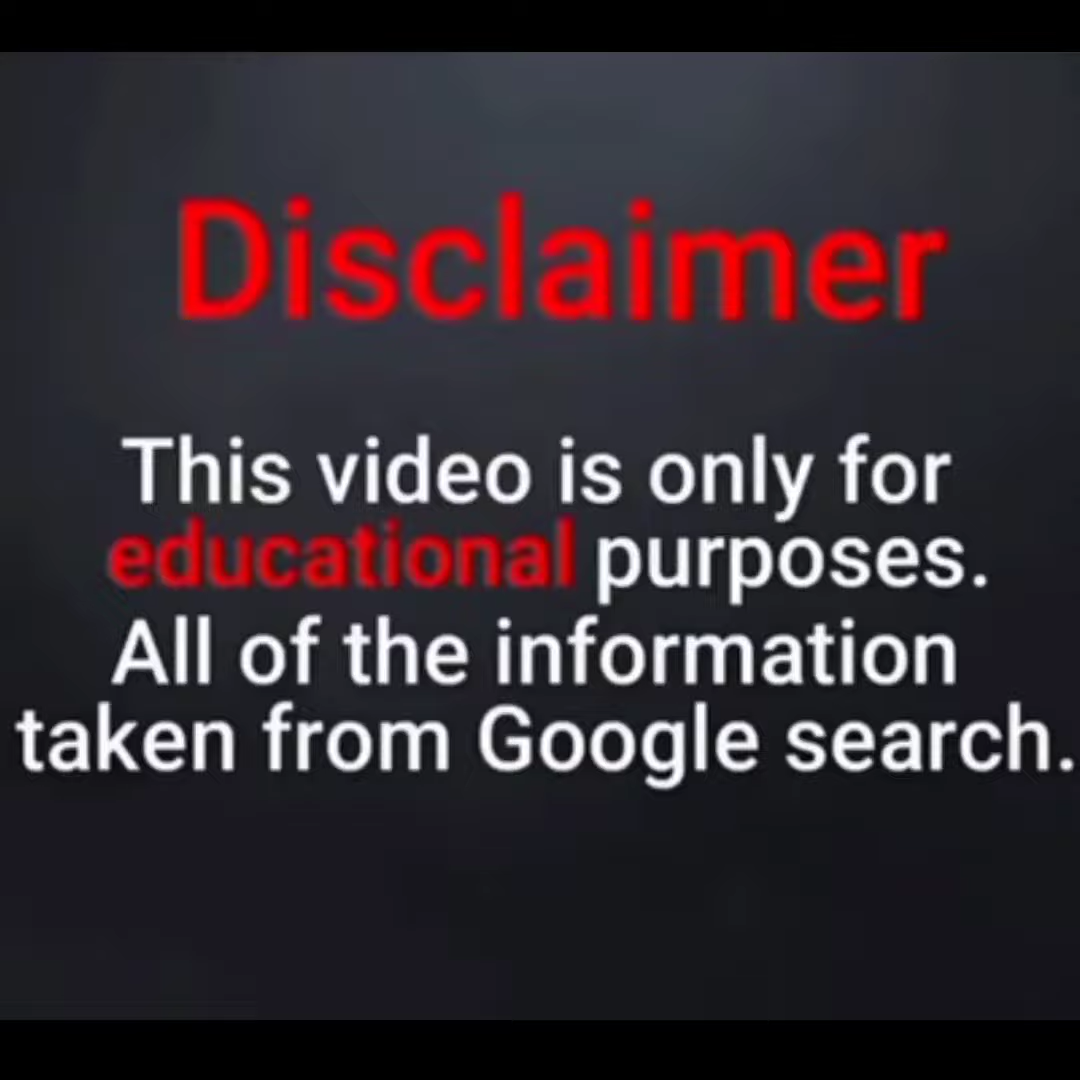 Disclaimer
This video is only for
educational purposes.
All of the information
taken from Google search.